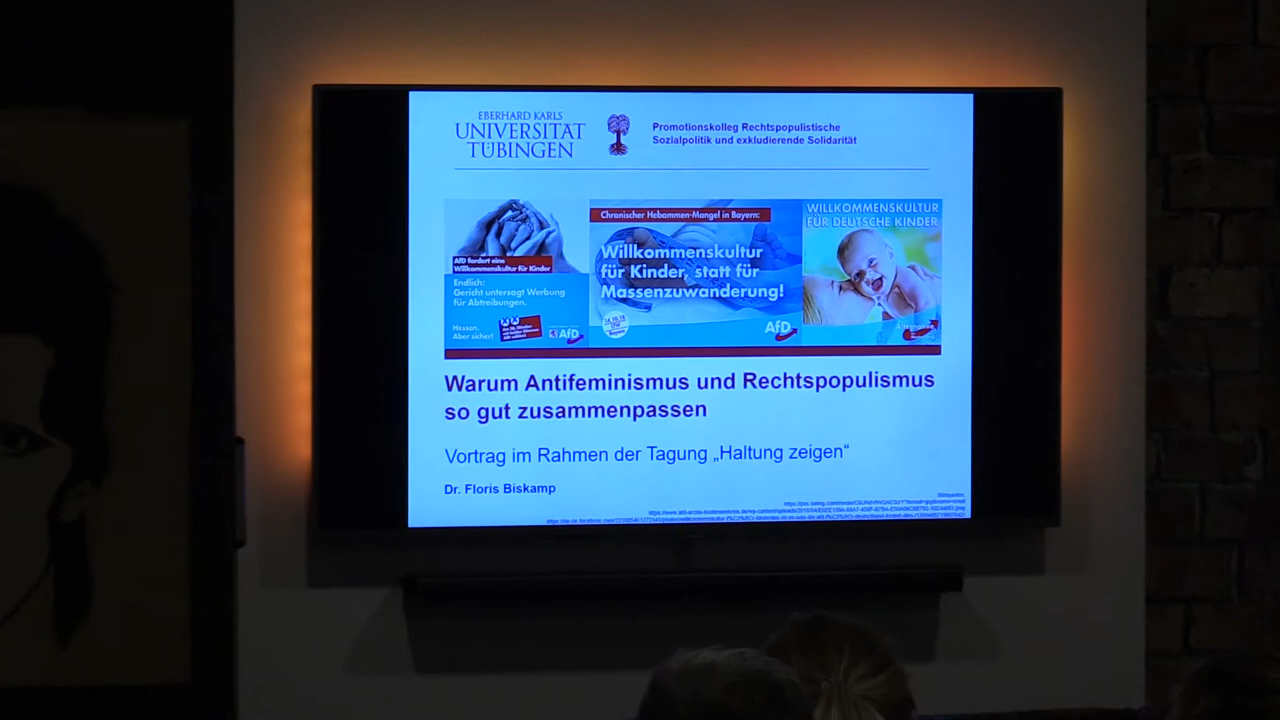 EBERHARD KARLS
UNIVERSITÄT
TÜBINGEN
Promotionskolleg Rechtspopulistische
Sozialpolitik und exkludierende Solidarität
AfD fordert eine
Willkommenskultur für Kinder
Endlich:
Gericht untersagt Werbung
für Abtreibungen.
Hessen.
Aber sicher!
AfD
Chronischer Hebammen-Mangel in Bayern:
Willkommenskultur
für Kinder, statt für
Massenzuwanderung!
AfD
WILLKOMMENSKULTUR
FÜR DEUTSCHE KINDER
Alternative
Warum Antifeminismus und Rechtspopulismus
so gut zusammenpassen
Vortrag im Rahmen der Tagung „Haltung zeigen“
Dr. Floris Biskamp